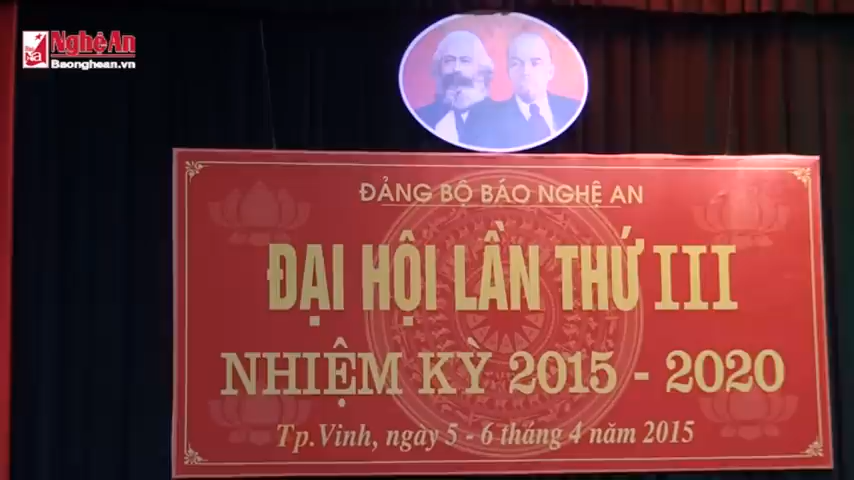 Nghệ An
Baonghean.vn
ĐẢNG BỘ BÁO NGHỆ AN
ĐẠI HỘI LẦN THỨ III
NHIỆM KỲ 2015 - 2020
Tp.Vinh, ngày 5 - 6 tháng 4 năm 2015